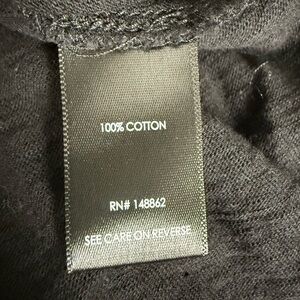 100% COTTON
RN# 148862
SEE CARE ON REVERSE